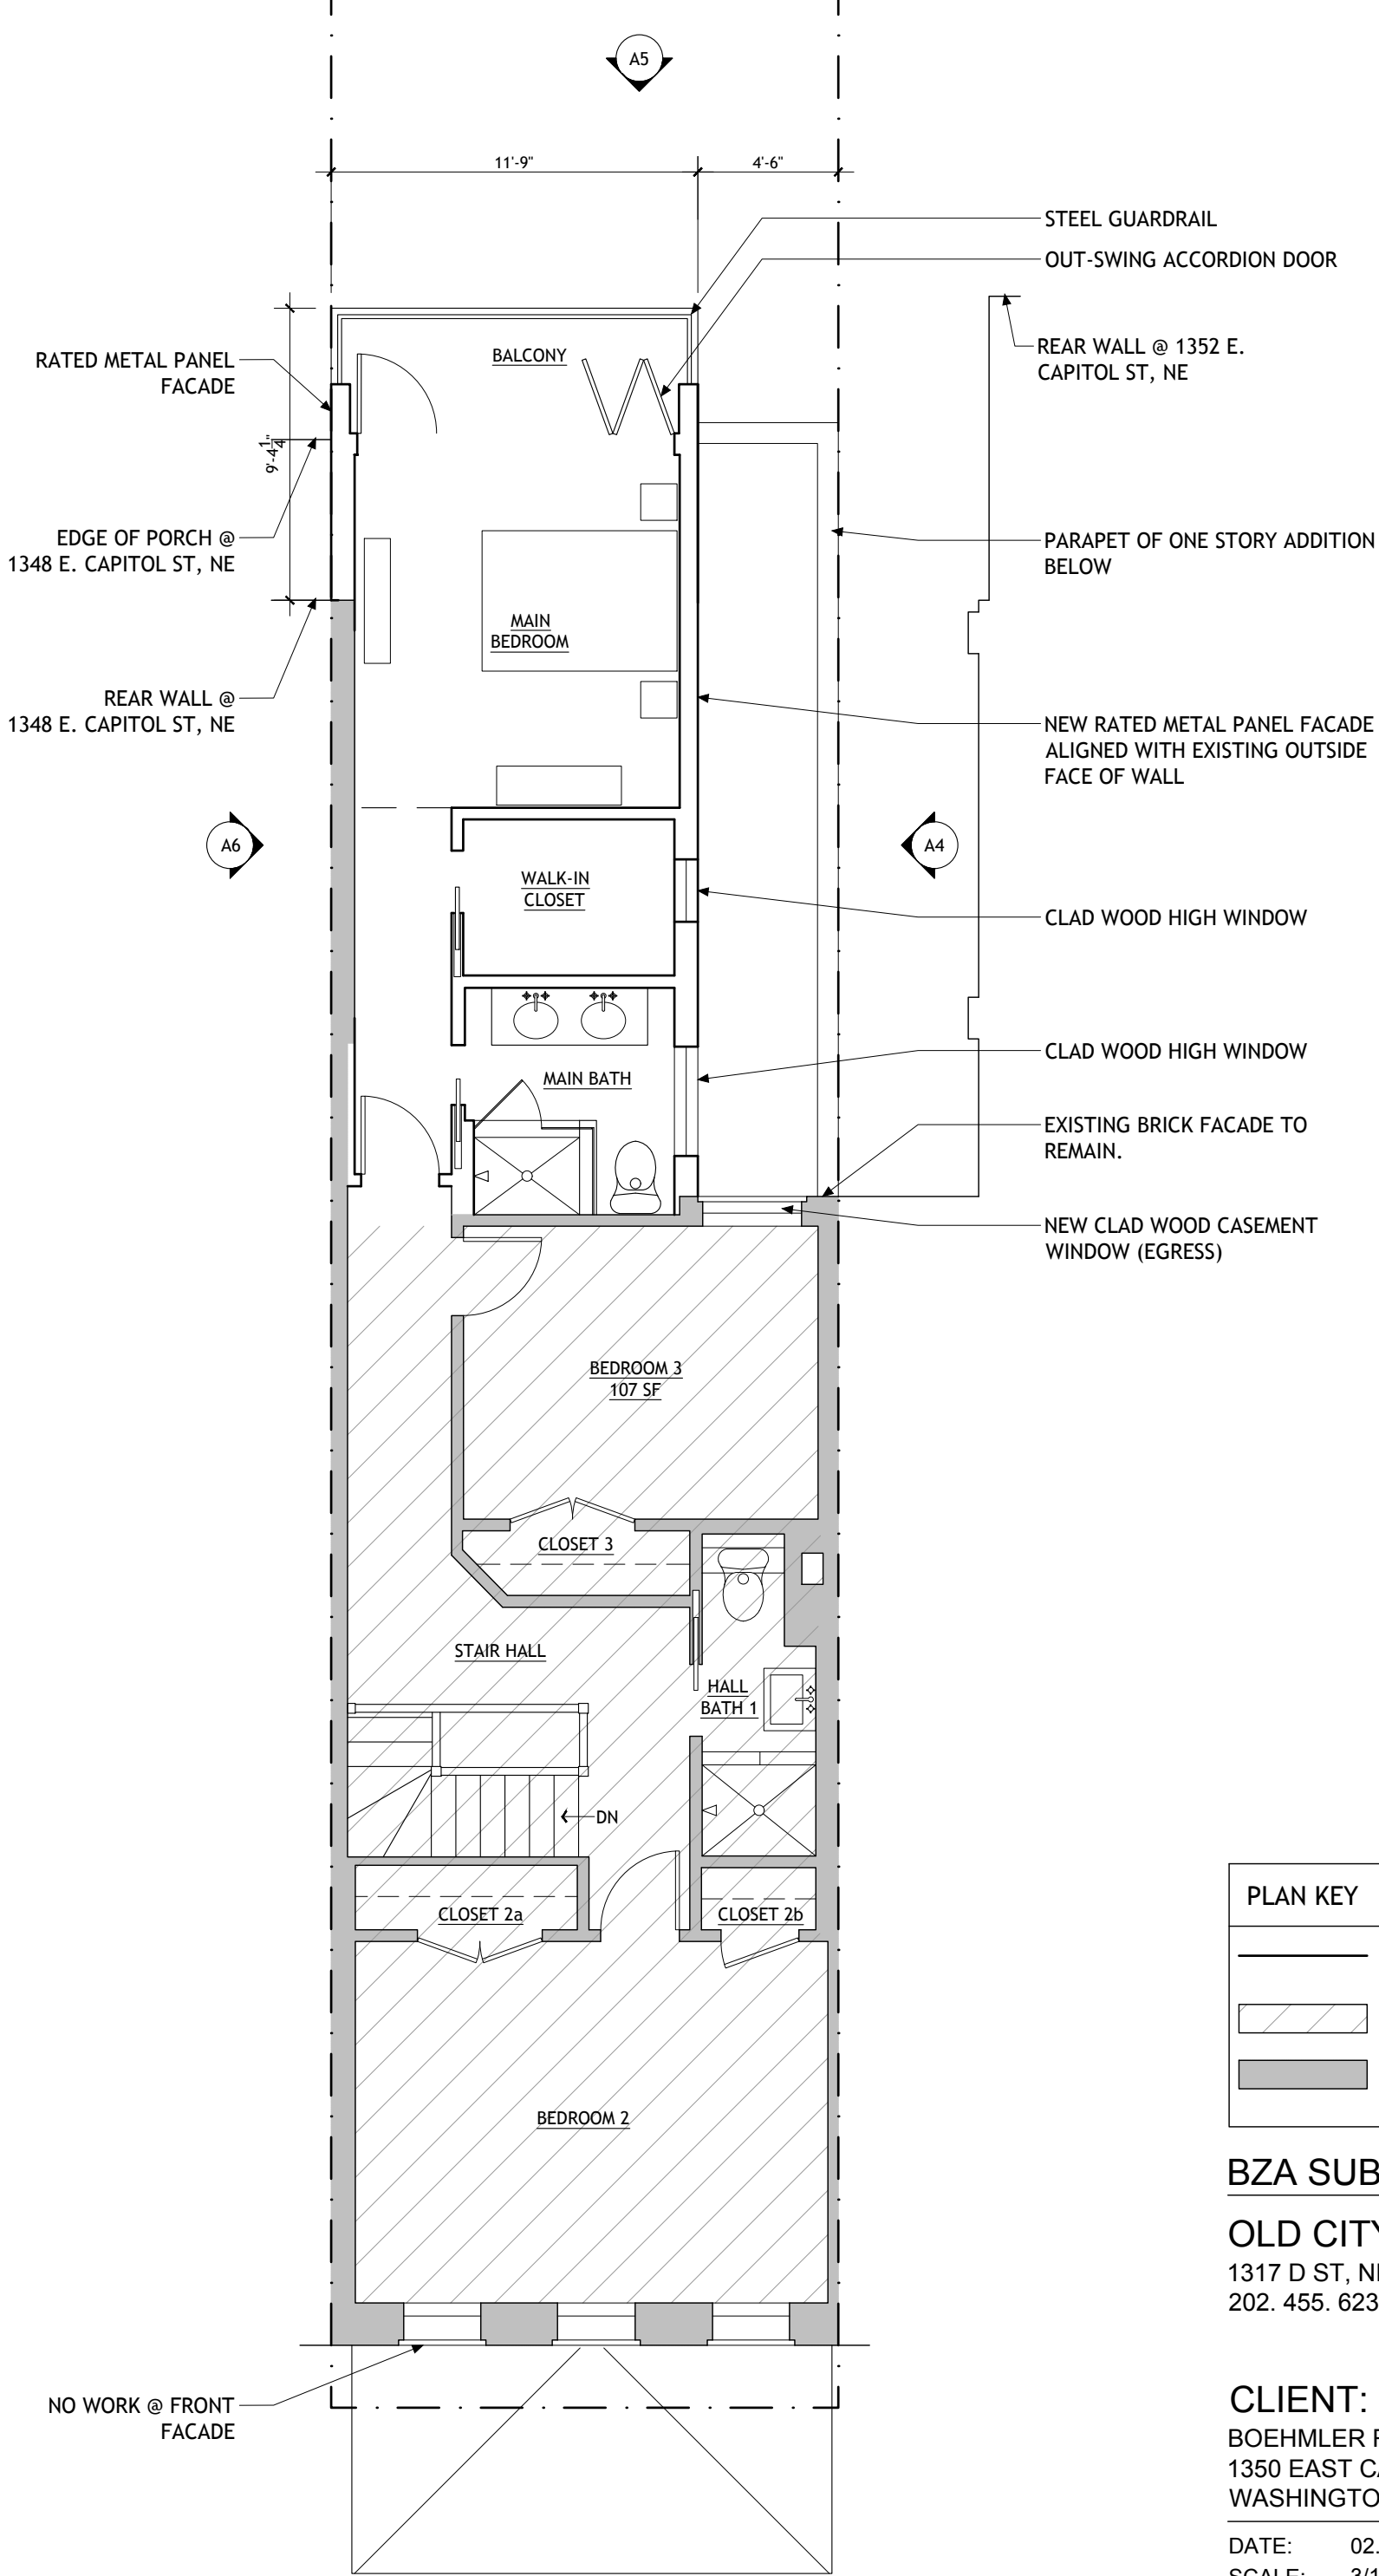 A5
11'-9"
4'-6"
STEEL GUARDRAIL
OUT-SWING ACCORDION DOOR
REAR WALL @ 1352 E.
CAPITOL ST, NE
BALCONY
RATED METAL PANEL
FACADE
9'-4 1/4"
EDGE OF PORCH @
1348 E. CAPITOL ST, NE
PARAPET OF ONE STORY ADDITION
BELOW
MAIN
BEDROOM
REAR WALL @
1348 E. CAPITOL ST, NE
NEW RATED METAL PANEL FACADE
ALIGNED WITH EXISTING OUTSIDE
FACE OF WALL
A6
A4
WALK-IN
CLOSET
CLAD WOOD HIGH WINDOW
CLAD WOOD HIGH WINDOW
MAIN BATH
EXISTING BRICK FACADE TO
REMAIN.
NEW CLAD WOOD CASEMENT
WINDOW (EGRESS)
BEDROOM 3
107 SF
CLOSET 3
STAIR HALL
HALL
BATH 1
DN
CLOSET 2a
CLOSET 2b
BEDROOM 2
NO WORK @ FRONT
FACADE
PLAN KEY
BZA SUB
OLD CITY
1317 D ST, N
202. 455. 623
CLIENT:
BOEHMLER
1350 EAST CA
WASHINGTO
DATE: 02.
SCALE: 3/1